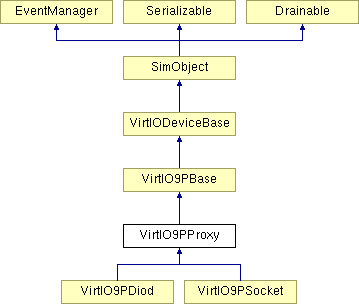 EventManager Serializable Drainable
SimObject
VirtIODeviceBase
VirtIO9PBase
VirtIO9PProxy
VirtIO9PDiod VirtIO9PSocket